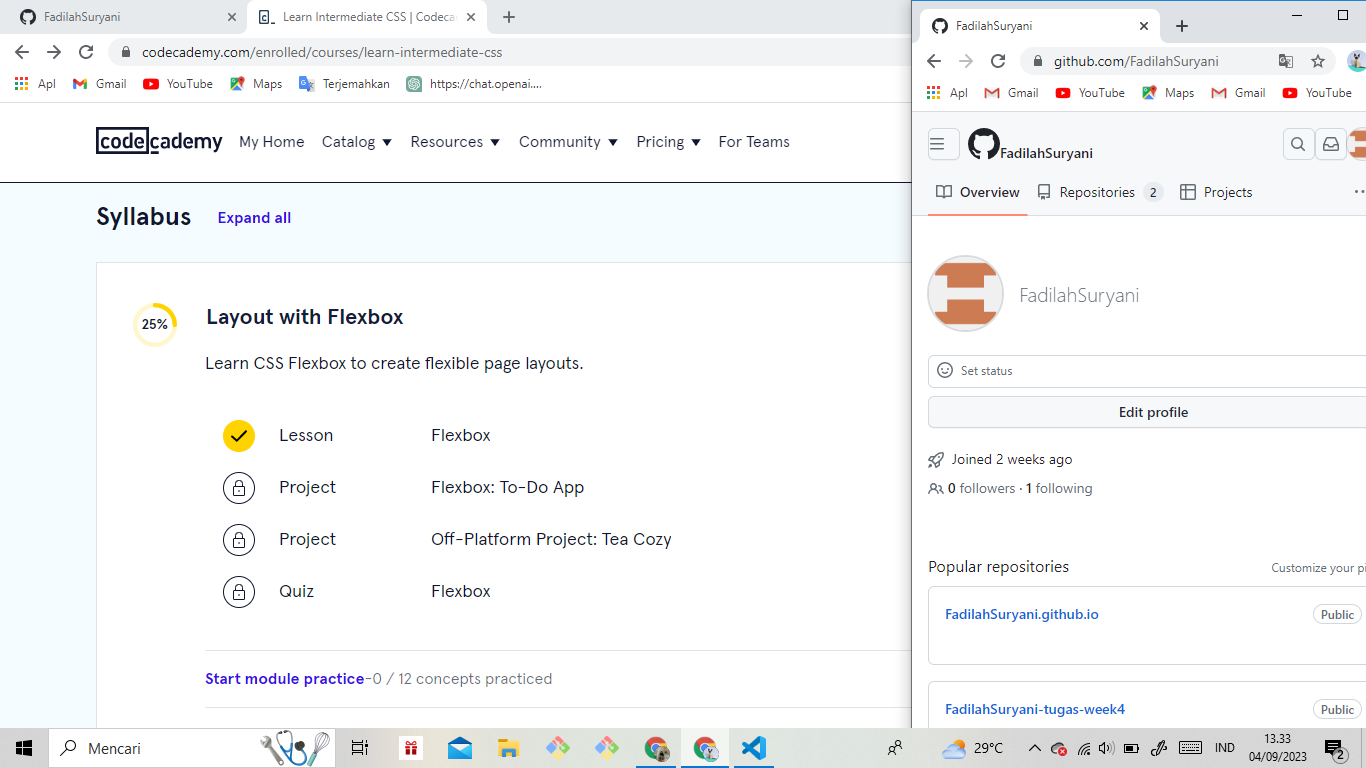 FadilahSuryani
Learn Intermediate CSS | Codeca
codecademy.com/enrolled/courses/learn-intermediate-css
Apl Gmail YouTube Maps Terjemahkan https://chat.openai....
codecademy My Home Catalog Resources Community Pricing For Teams
Syllabus Expand all
25% Layout with Flexbox
Learn CSS Flexbox to create flexible page layouts.
Lesson Flexbox
Project Flexbox: To-Do App
Project Off-Platform Project: Tea Cozy
Quiz Flexbox
Start module practice-0 / 12 concepts practiced
FadilahSuryani
github.com/FadilahSuryani
Apl Gmail YouTube Maps Gmail YouTube
FadilahSuryani
Overview Repositories 2 Projects
FadilahSuryani
Set status
Edit profile
Joined 2 weeks ago
0 followers · 1 following
Popular repositories Customize your pi
FadilahSuryani.github.io Public
FadilahSuryani-tugas-week4 Public
Mencari
29°C
IND
13.33
04/09/2023
2